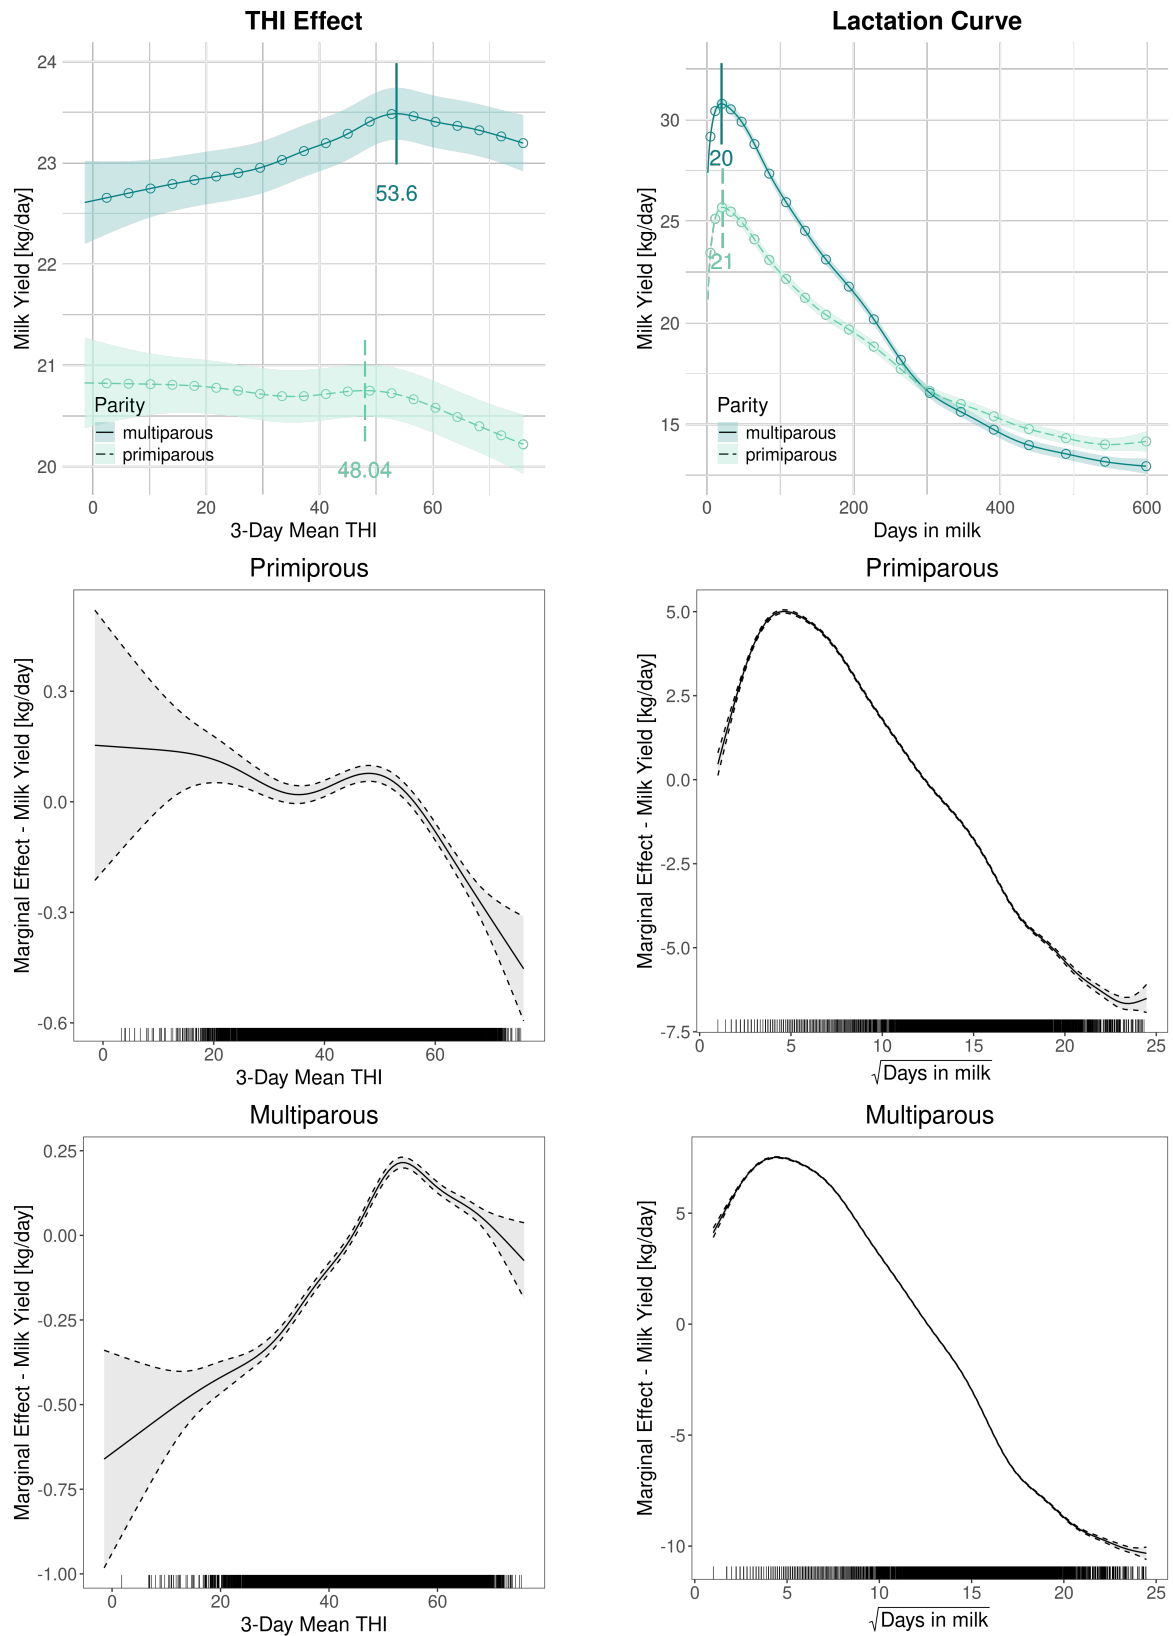 THI Effect
Milk Yield [kg/day]
24
23
22
21
20
53.6
48.04
Parity
multiparous
primiparous
0
20
40
60
3-Day Mean THI
Lactation Curve
Milk Yield [kg/day]
30
25
20
15
20
21
Parity
multiparous
primiparous
0
200
400
600
Days in milk
Primiprous
Marginal Effect - Milk Yield [kg/day]
0.3
0.0
-0.3
-0.6
0
20
40
60
3-Day Mean THI
Primiparous
Marginal Effect - Milk Yield [kg/day]
5.0
2.5
0.0
-2.5
-5.0
-7.5
0
5
10
15
20
25
√Days in milk
Multiparous
Marginal Effect - Milk Yield [kg/day]
0.25
0.00
-0.25
-0.50
-0.75
-1.00
0
20
40
60
3-Day Mean THI
Multiparous
Marginal Effect - Milk Yield [kg/day]
5
0
-5
-10
0
5
10
15
20
25
√Days in milk